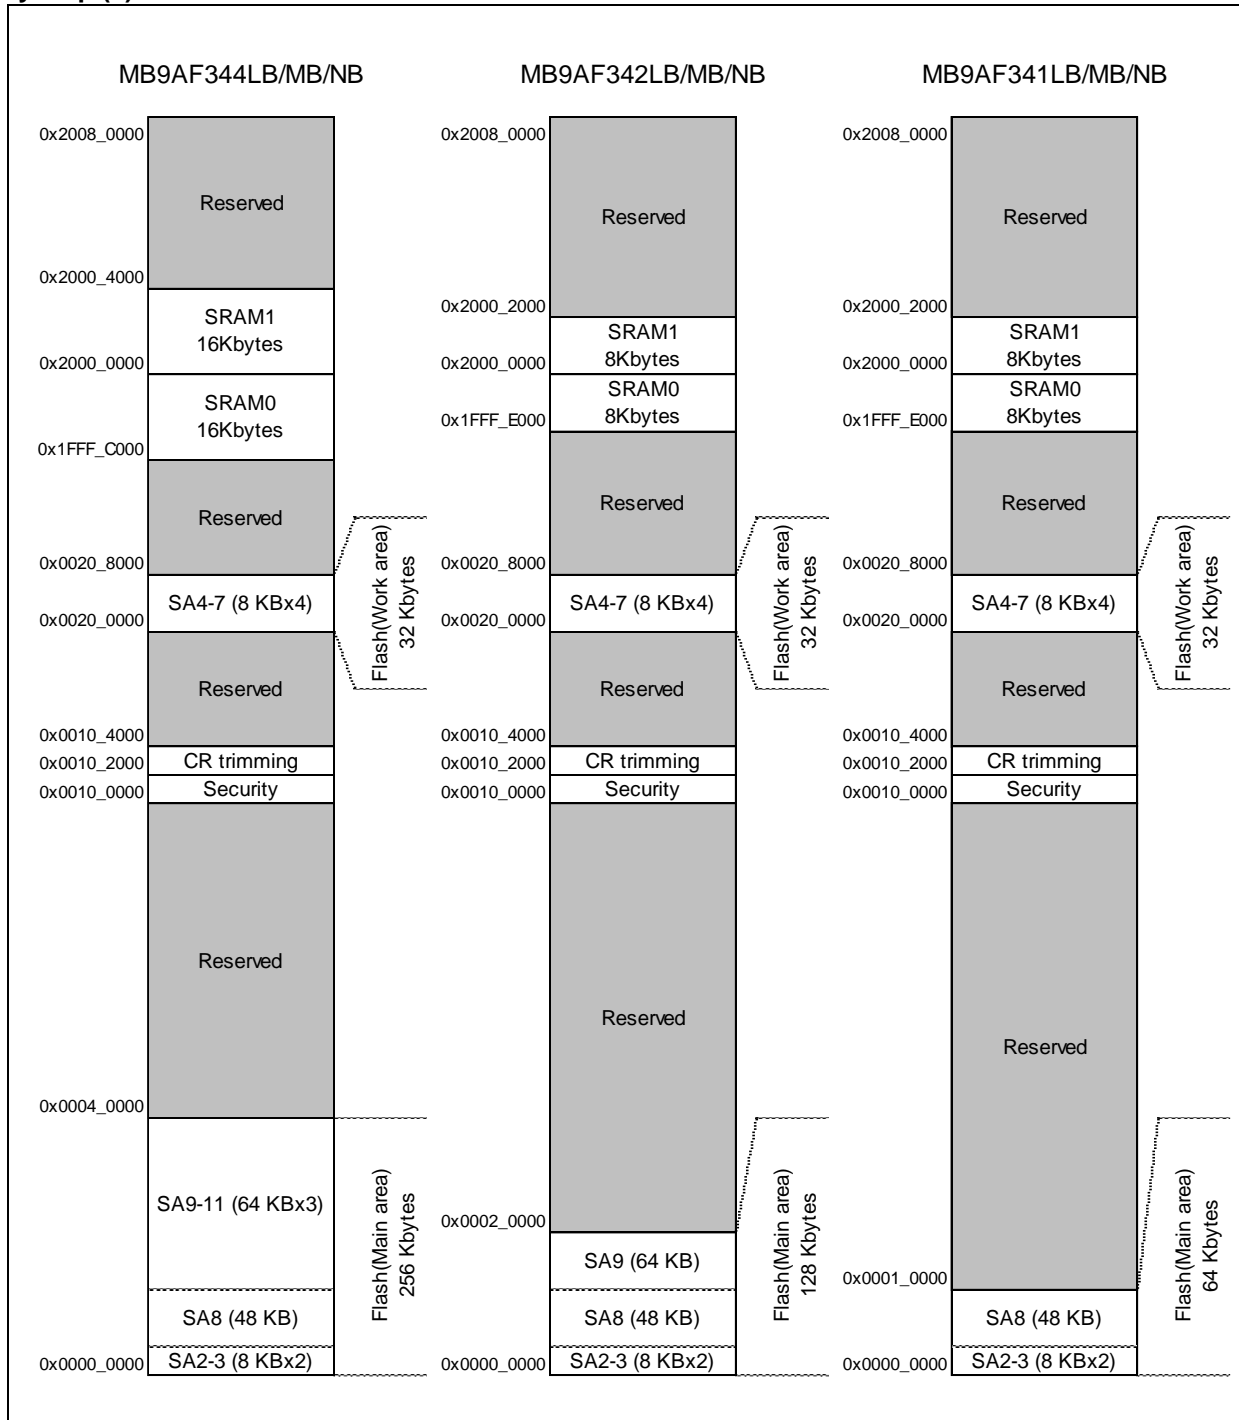 MB9AF344LB/MB/NB
0x2008_0000
Reserved
0x2000_4000
SRAM1
16Kbytes
0x2000_0000
SRAM0
16Kbytes
0x1FFF_C000
Reserved
0x0020_8000
SA4-7 (8 KBx4)
0x0020_0000
Flash(Work area)
32 Kbytes
Reserved
0x0010_4000
CR trimming
0x0010_2000
Security
0x0010_0000
Reserved
0x0004_0000
SA9-11 (64 KBx3)
SA8 (48 KB)
SA2-3 (8 KBx2)
0x0000_0000
Flash(Main area)
256 Kbytes
MB9AF342LB/MB/NB
0x2008_0000
Reserved
0x2000_2000
SRAM1
8Kbytes
0x2000_0000
SRAM0
8Kbytes
0x1FFF_E000
Reserved
0x0020_8000
SA4-7 (8 KBx4)
0x0020_0000
Flash(Work area)
32 Kbytes
Reserved
0x0010_4000
CR trimming
0x0010_2000
Security
0x0010_0000
Reserved
0x0002_0000
SA9 (64 KB)
SA8 (48 KB)
SA2-3 (8 KBx2)
0x0000_0000
Flash(Main area)
128 Kbytes
MB9AF341LB/MB/NB
0x2008_0000
Reserved
0x2000_2000
SRAM1
8Kbytes
0x2000_0000
SRAM0
8Kbytes
0x1FFF_E000
Reserved
0x0020_8000
SA4-7 (8 KBx4)
0x0020_0000
Flash(Work area)
32 Kbytes
Reserved
0x0010_4000
CR trimming
0x0010_2000
Security
0x0010_0000
Reserved
0x0001_0000
SA8 (48 KB)
SA2-3 (8 KBx2)
0x0000_0000
Flash(Main area)
64 Kbytes